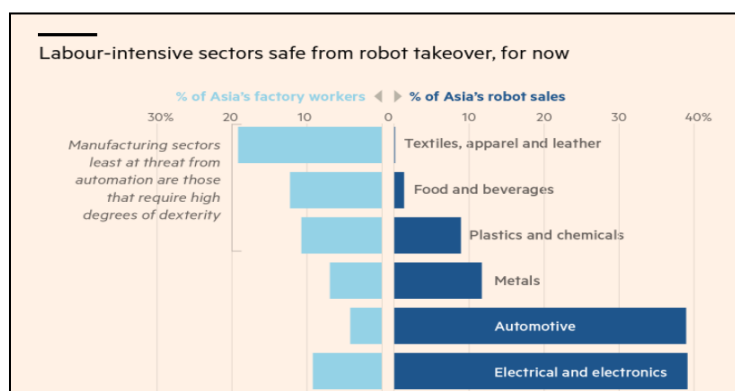 Labour-intensive sectors safe from robot takeover, for now
% of Asia's factory workers
% of Asia's robot sales
30% 20 10 0 10 20 30 40%
Manufacturing sectors
least at threat from
automation are those
that require high
degrees of dexterity
Textiles, apparel and leather
Food and beverages
Plastics and chemicals
Metals
Automotive
Electrical and electronics